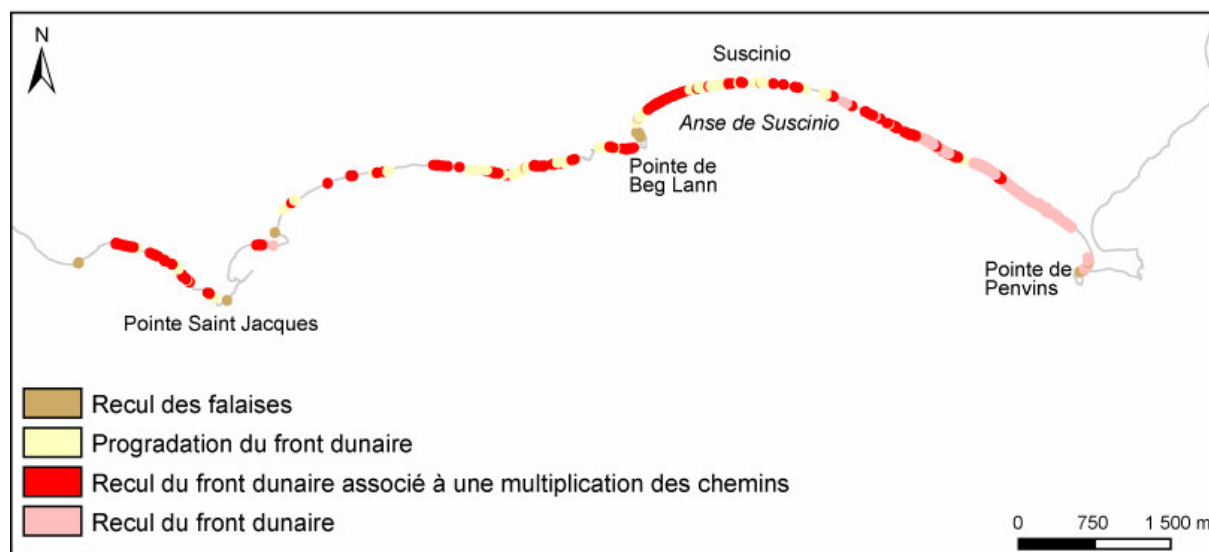 N
Suscinio
Anse de Suscinio
Pointe de
Beg Lann
Pointe de
Penvins
Pointe Saint Jacques
Recul des falaises
Progradation du front dunaire
Recul du front dunaire associé à une multiplication des chemins
Recul du front dunaire
0 750 1 500 m